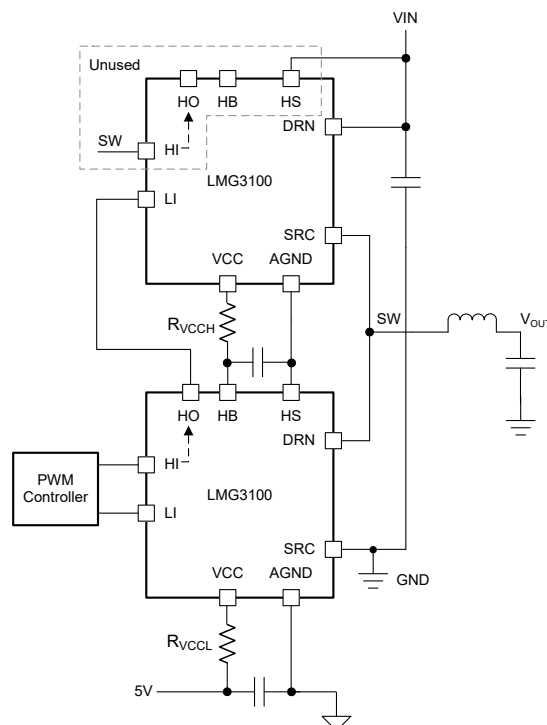 VIN
Unused
HO HB HS
DRN
SW
HI
LMG3100
LI
SRC
VCC AGND
RVCCH
SW
VOUT
HO HB HS
DRN
HI
PWM
Controller
LMG3100
LI
SRC
VCC AGND
GND
RVCCL
5V